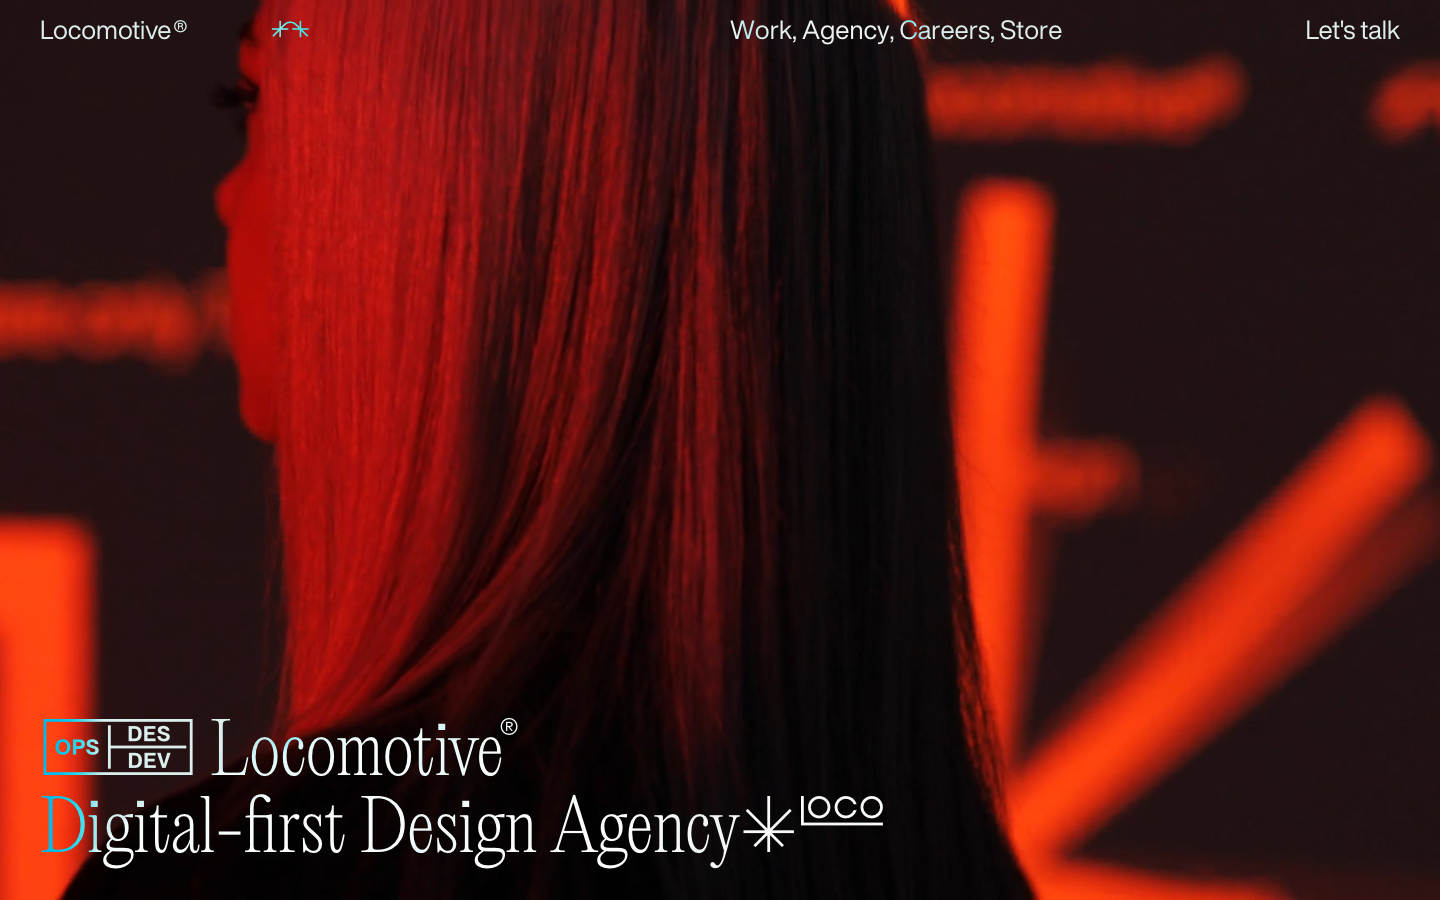 Locomotive®
Work, Agency, Careers, Store
Let's talk
OPS DES DEV Locomotive®
Digital-first Design Agency LOCO